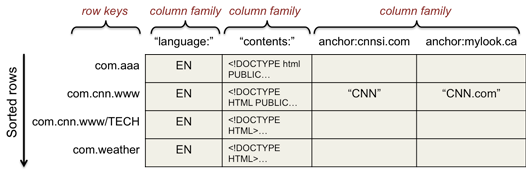 row keys column family column family column family
“language:” “contents:” anchor:cnnsi.com anchor:mylook.ca
Sorted rows
com.aaa EN <!DOCTYPE html
PUBLIC…
com.cnn.www EN <!DOCTYPE
HTML PUBLIC… “CNN” “CNN.com”
com.cnn.www/TECH EN <!DOCTYPE
HTML>…
com.weather EN <!DOCTYPE
HTML>…